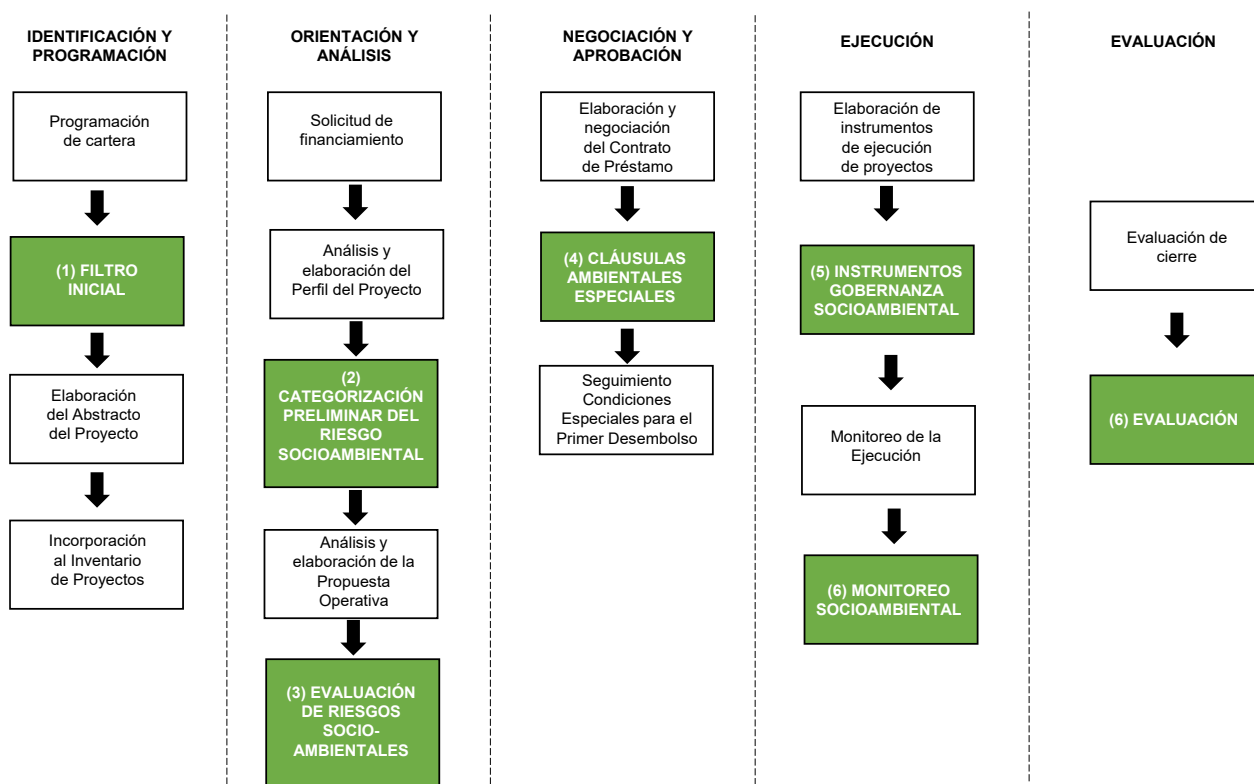 IDENTIFICACIÓN Y
PROGRAMACIÓN
Programación
de cartera
(1) FILTRO
INICIAL
Elaboración
del Abstracto
del Proyecto
Incorporación
al Inventario
de Proyectos
ORIENTACIÓN Y
ANÁLISIS
Solicitud de
financiamiento
Análisis y
elaboración del
Perfil del Proyecto
(2)
CATEGORIZACIÓN
PRELIMINAR DEL
RIESGO
SOCIOAMBIENTAL
Análisis y
elaboración de la
Propuesta
Operativa
(3) EVALUACIÓN
DE RIESGOS
SOCIO-
AMBIENTALES
NEGOCIACIÓN Y
APROBACIÓN
Elaboración y
negociación
del Contrato
de Préstamo
(4) CLÁUSULAS
AMBIENTALES
ESPECIALES
Seguimiento
Condiciones
Especiales para el
Primer Desembolso
EJECUCIÓN
Elaboración de
instrumentos
de ejecución
de proyectos
(5) INSTRUMENTOS
GOBERNANZA
SOCIOAMBIENTAL
Monitoreo de la
Ejecución
(6) MONITOREO
SOCIOAMBIENTAL
EVALUACIÓN
Evaluación de
cierre
(6) EVALUACIÓN